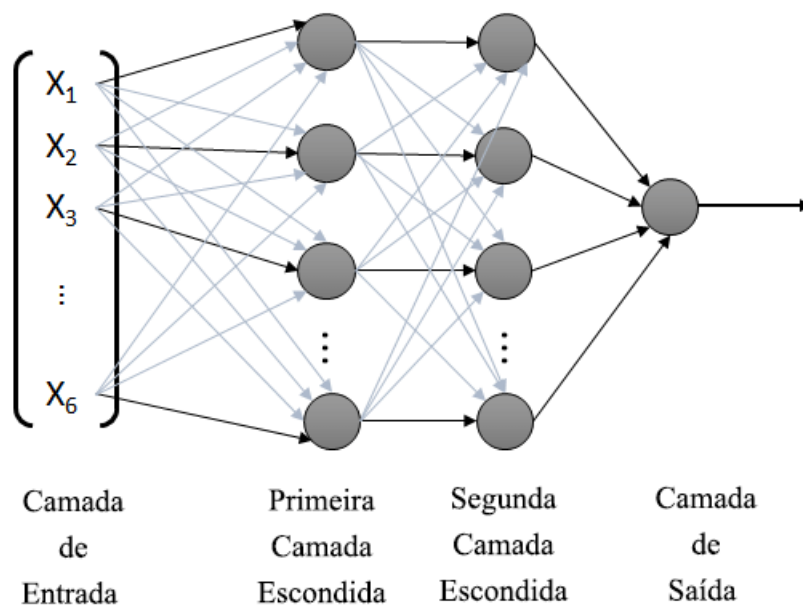 X1
X2
X3
...
X6
Camada
de
Entrada
Primeira
Camada
Escondida
Segunda
Camada
Escondida
Camada
de
Saída